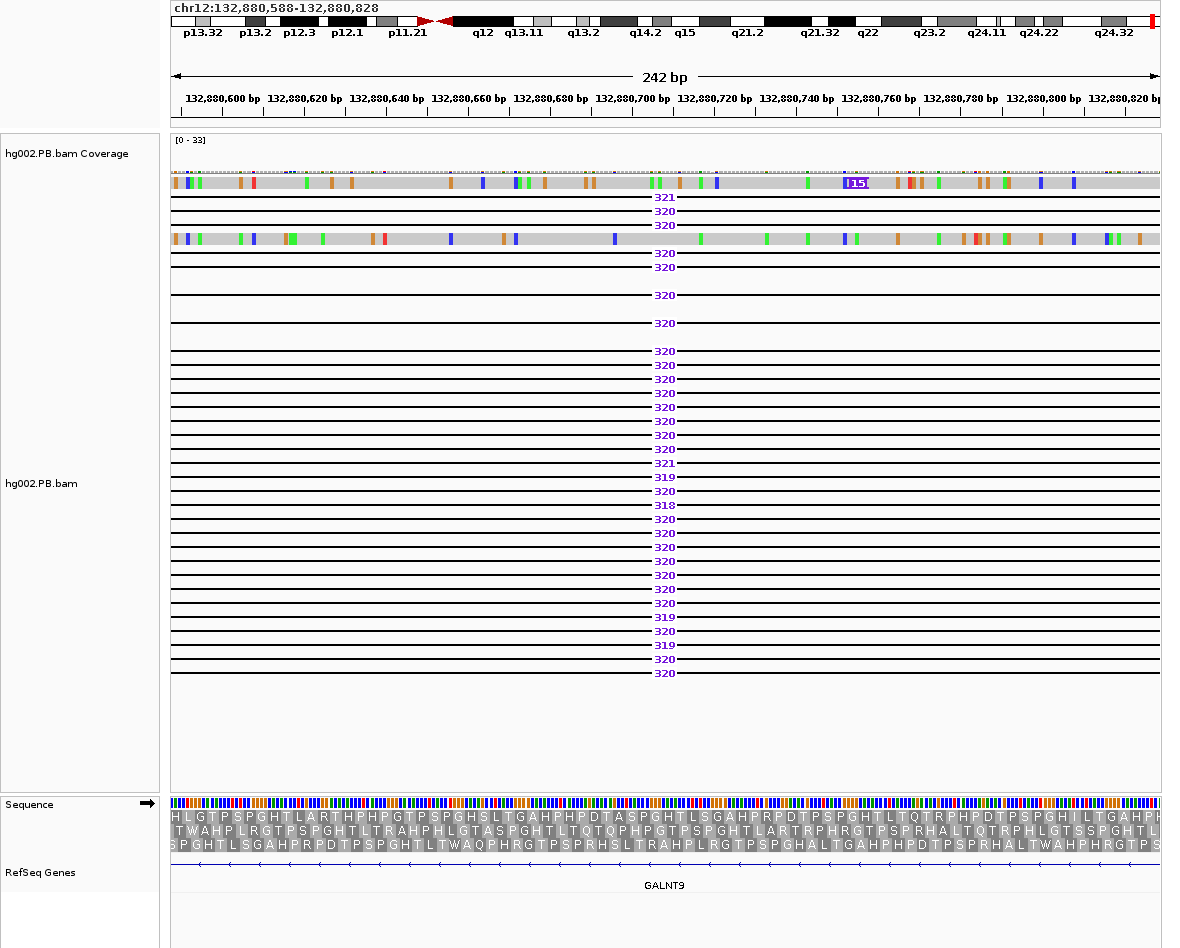 chr12:132,880,588-132,880,828
p13.32 p13.2 p12.3 p12.1 p11.21 q12 q13.11 q13.2 q14.2 q15 q21.2 q21.32 q22 q23.2 q24.11 q24.22 q24.32
242 bp
132,880,600 bp 132,880,620 bp 132,880,640 bp 132,880,660 bp 132,880,680 bp 132,880,700 bp 132,880,720 bp 132,880,740 bp 132,880,760 bp 132,880,780 bp 132,880,800 bp 132,880,820 bp
[0 - 33]
hg002.PB.bam Coverage
15
321
320
320
320
320
320
320
320
320
320
320
320
320
320
320
321
319
320
318
320
320
320
320
320
320
320
319
320
319
320
320
hg002.PB.bam
Sequence
HLGTPSPGHTLARTHPHPGTPSPGHSLTGAHPHPDTASPGHTLSGAHPRPDTPSPGHTLTQTRPHPDTPSPGHILTGAHPH
TWAHPLRGTPSPGHTLTRAHPHLGTASPGHTLTQTQPHPGTPSPGHTLARTRPHRGTPSPRHALTQTRPHLGTSSPGHTL
SPGHTLSGAHPRPDTPSPGHTLTWAQPHRGTPSPRHSLTRAHPLRGTPSPGHALTGAHPHPDTPSPRHALTWAHPHRGTPS
RefSeq Genes
GALNT9